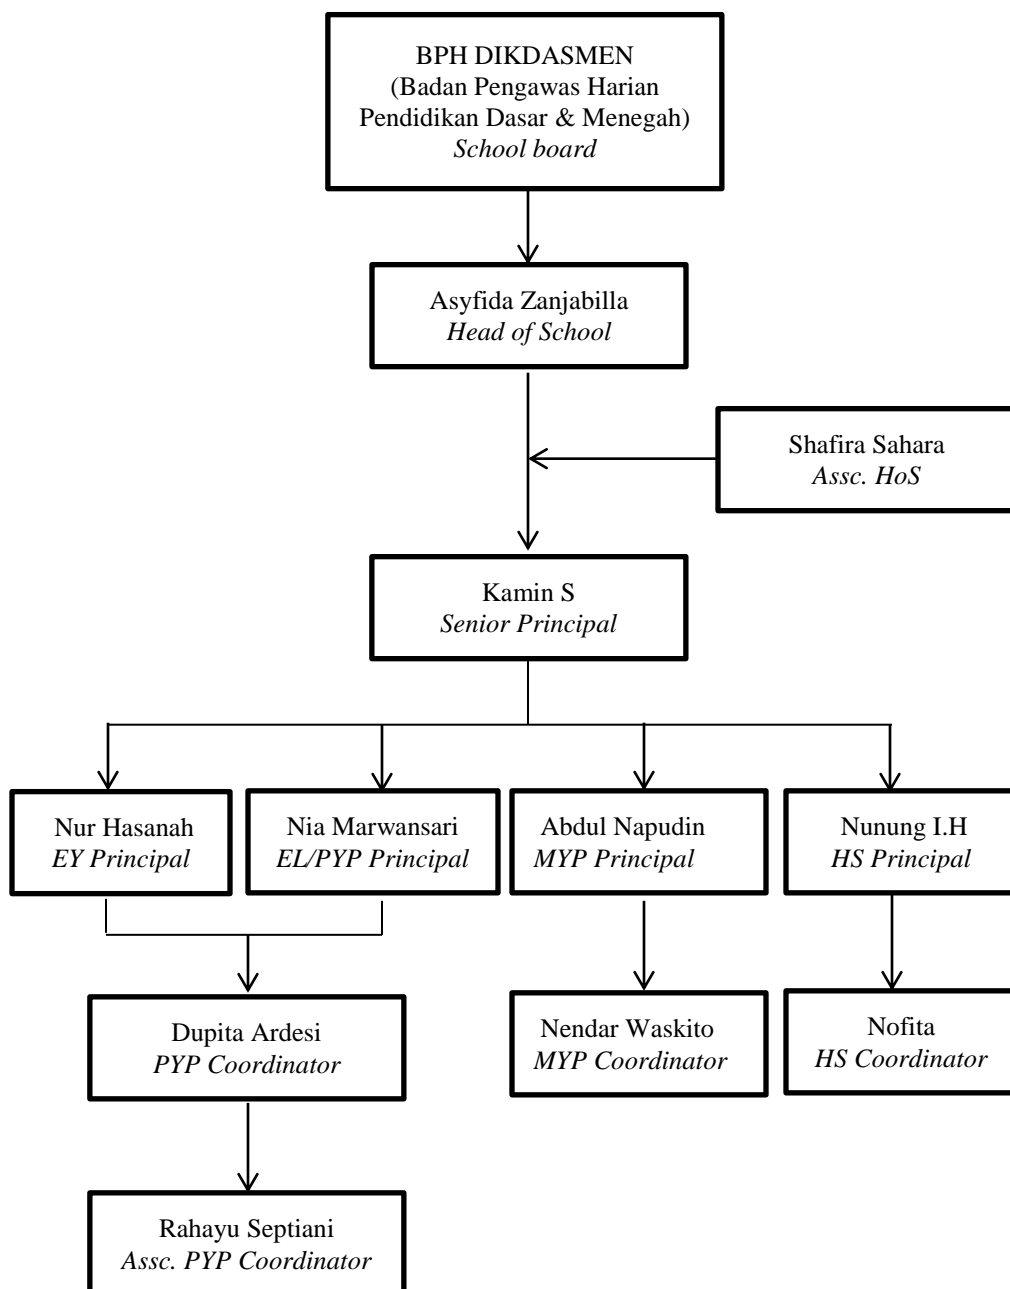 BPH DIKDASMEN
(Badan Pengawas Harian
Pendidikan Dasar & Menegah)
School board
Asyfida Zanjabilla
Head of School
Shafira Sahara
Assc. HoS
Kamin S
Senior Principal
Nur Hasanah
EY Principal
Nia Marwansari
EL/PYP Principal
Abdul Napudin
MYP Principal
Nunung I.H
HS Principal
Dupita Ardesi
PYP Coordinator
Nendar Waskito
MYP Coordinator
Nofita
HS Coordinator
Rahayu Septiani
Assc. PYP Coordinator